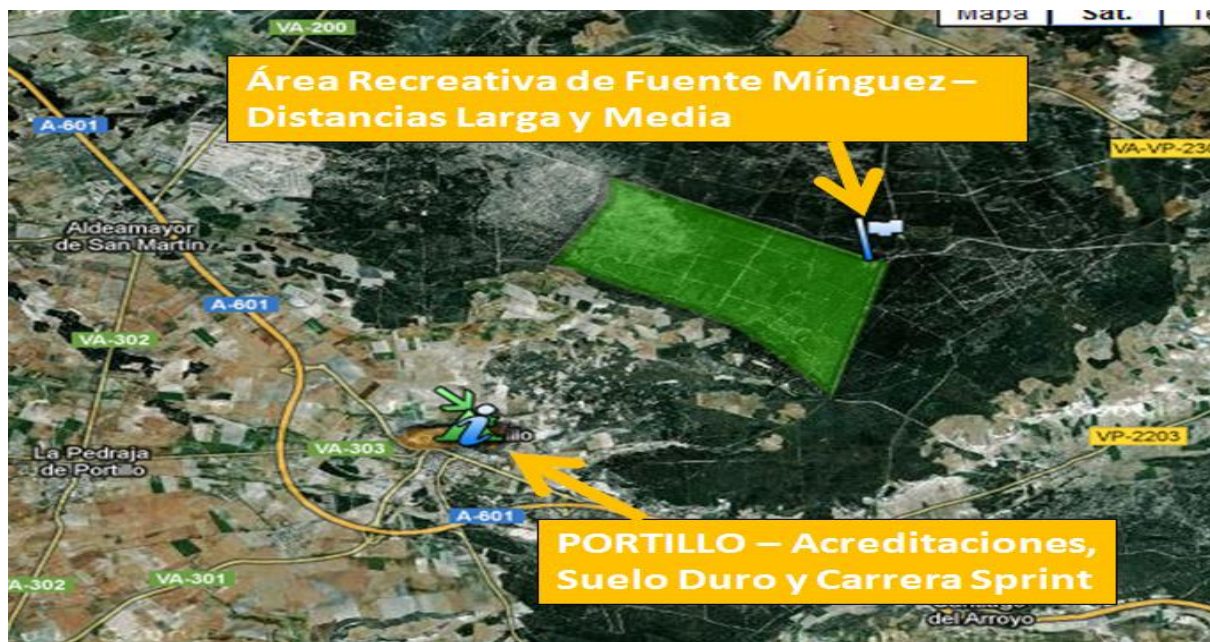 Mapa
Sat.
VA-200
Área Recreativa de Fuente Mínguez –
Distancias Larga y Media
A-601
VA-VP-230
Aldeamayor
de San Martín
A-601
VA-302
La Pedraja
de Portillo
VA-303
VP-2203
A-601
PORTILLO – Acreditaciones,
Suelo Duro y Carrera Sprint
VA-302
VA-301
del Arroyo